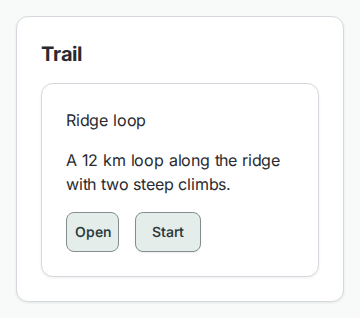 Trail
Ridge loop
A 12 km loop along the ridge
with two steep climbs.
Open Start